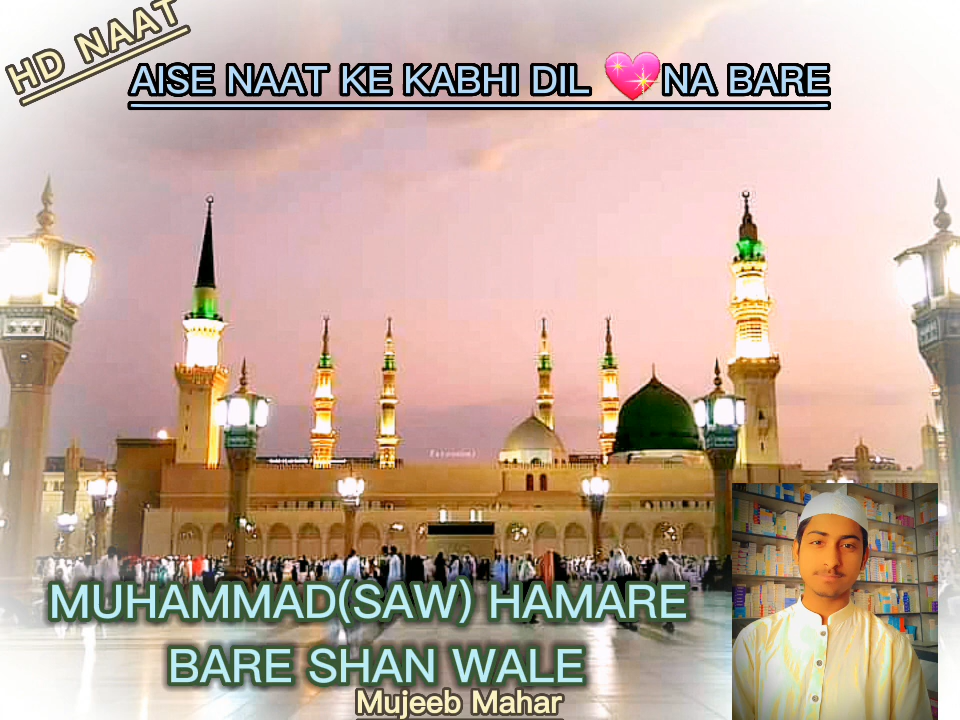 HD NAAT
AISE NAAT KE KABHI DIL 💖NA BARE
MUHAMMAD(SAW) HAMARE
BARE SHAN WALE
Mujeeb Mahar